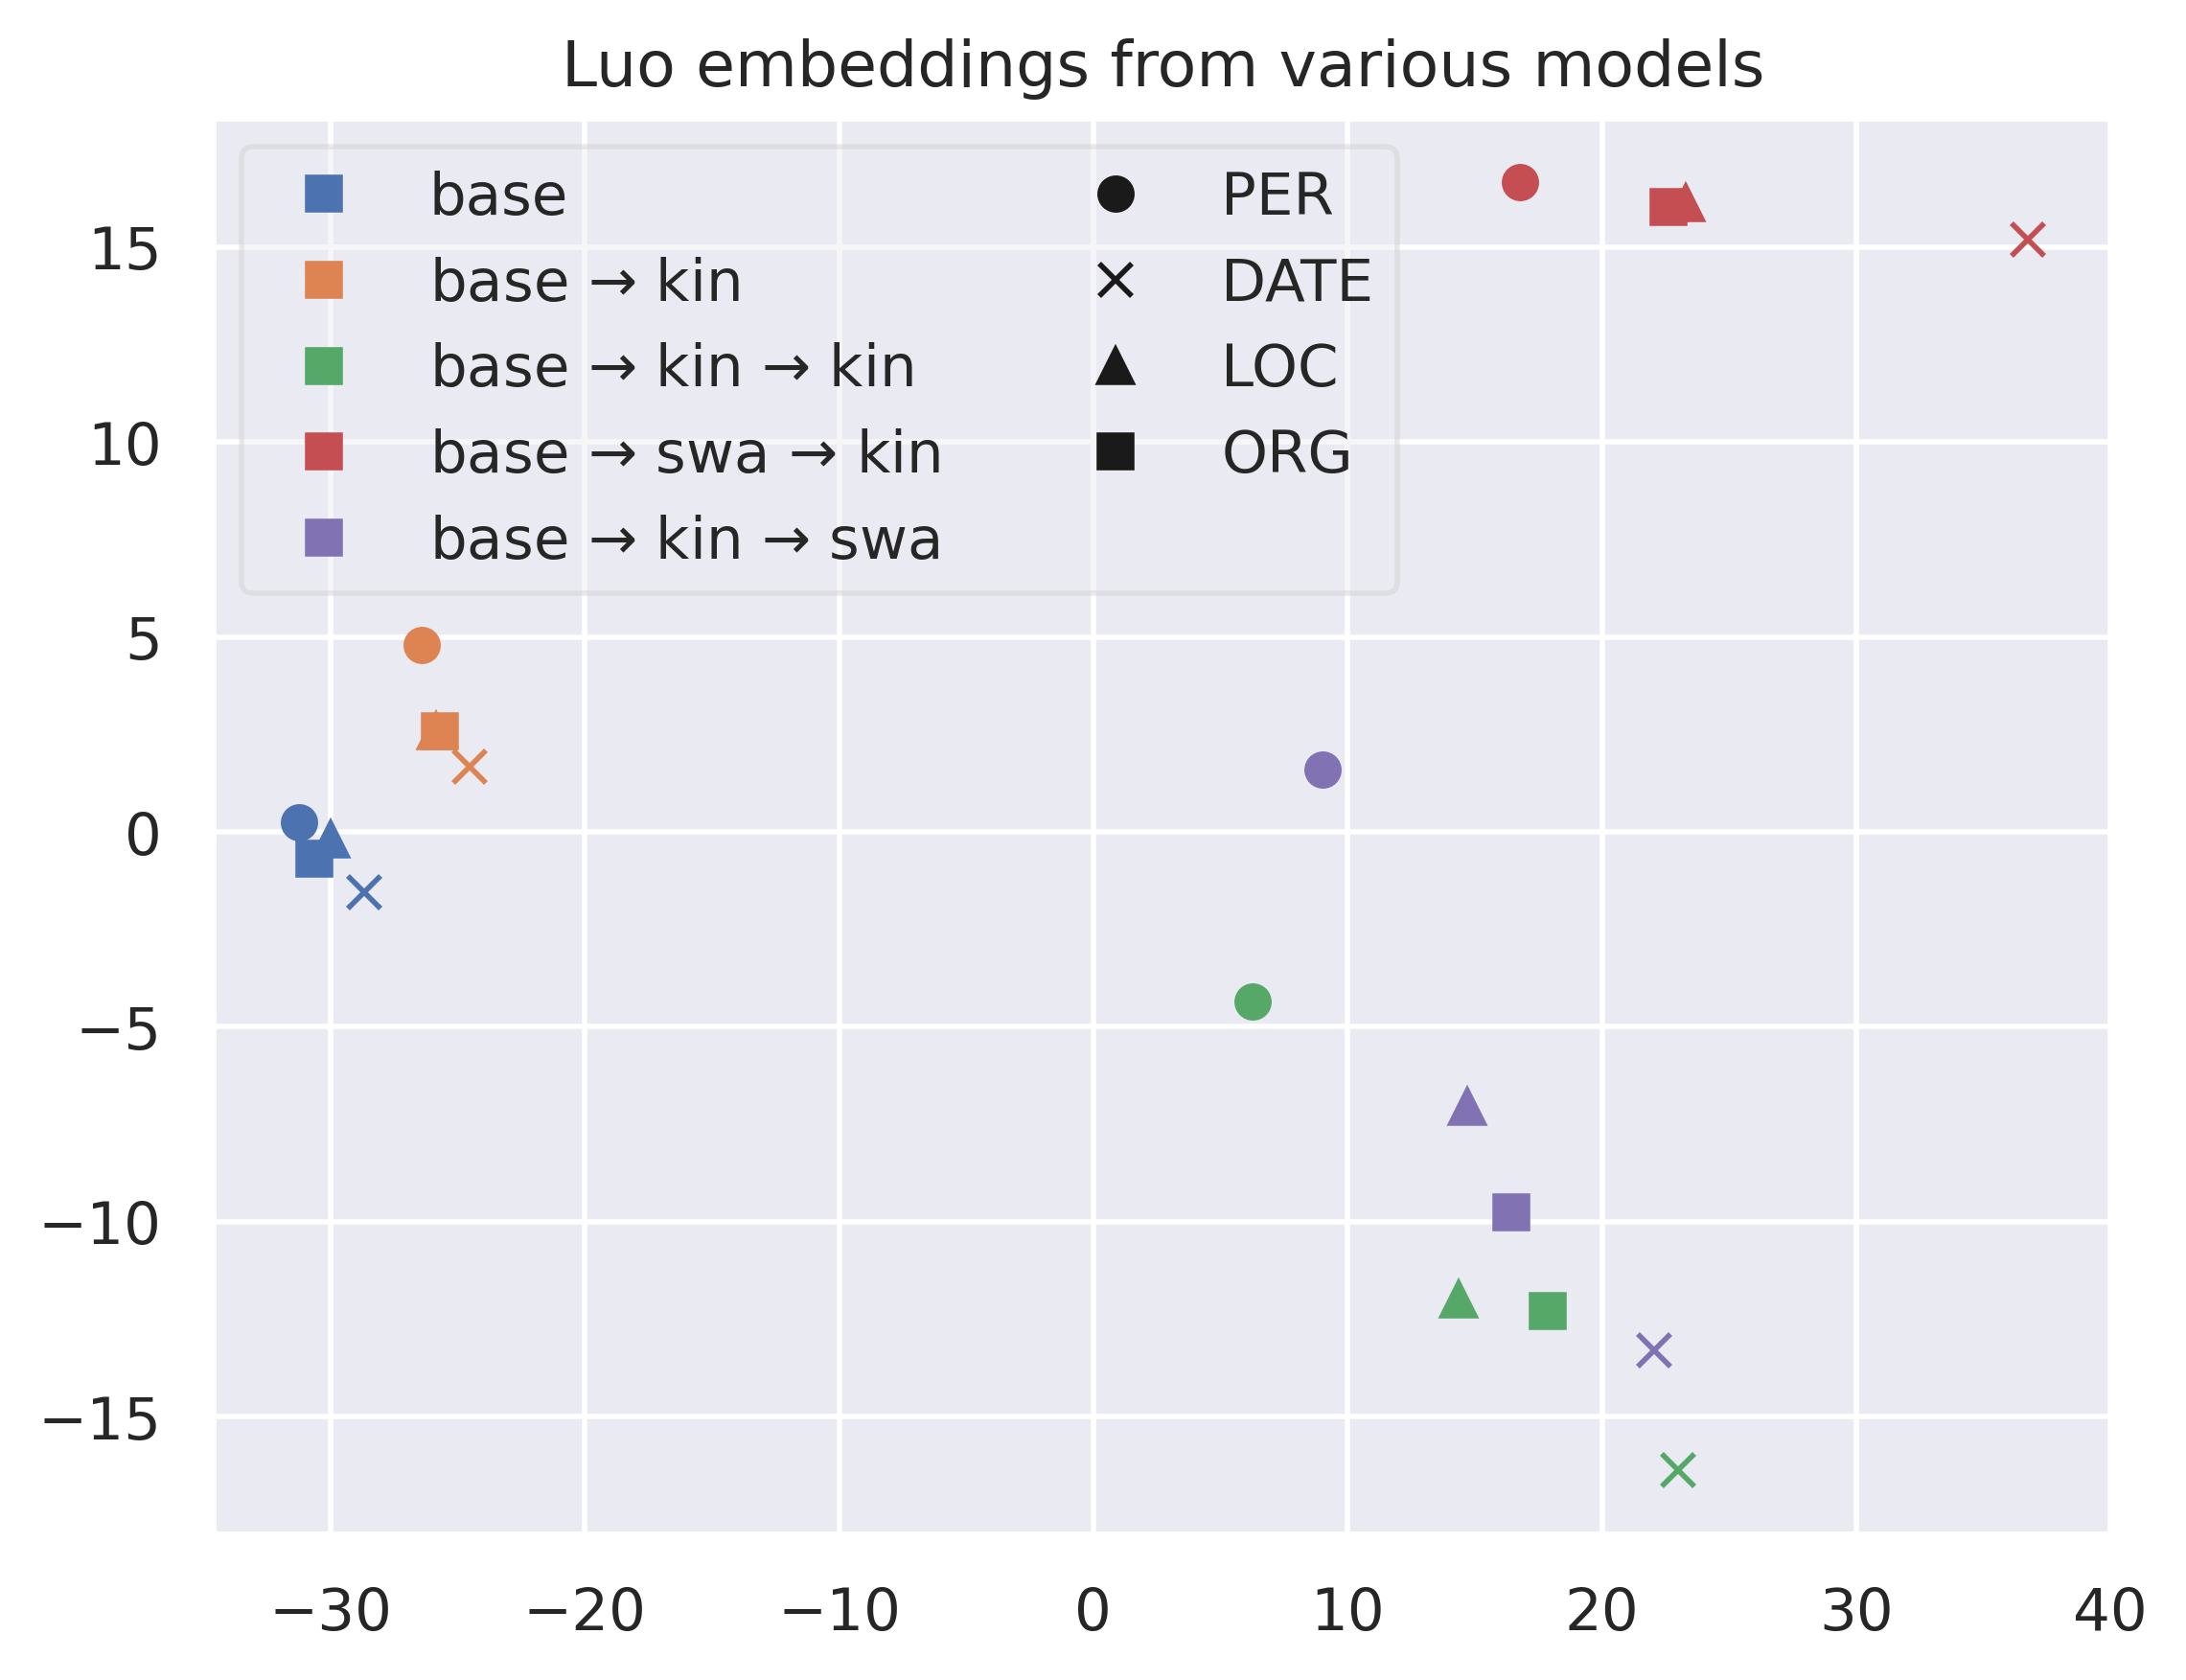 Luo embeddings from various models
base
base → kin
base → kin → kin
base → swa → kin
base → kin → swa
PER
DATE
LOC
ORG
15
10
5
0
−5
−10
−15
−30 −20 −10 0 10 20 30 40